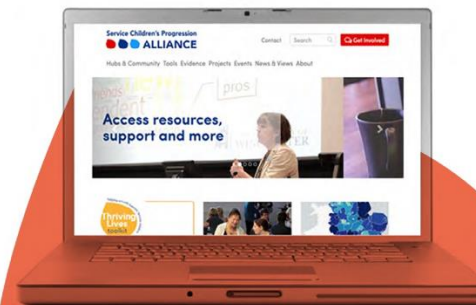 Service Children's Progression
ALLIANCE
Contact
Search
Get Involved
Hubs & Community Tools Evidence Projects Events News & Views About
pros
Access resources,
support and more
Thriving
Lives
toolkit